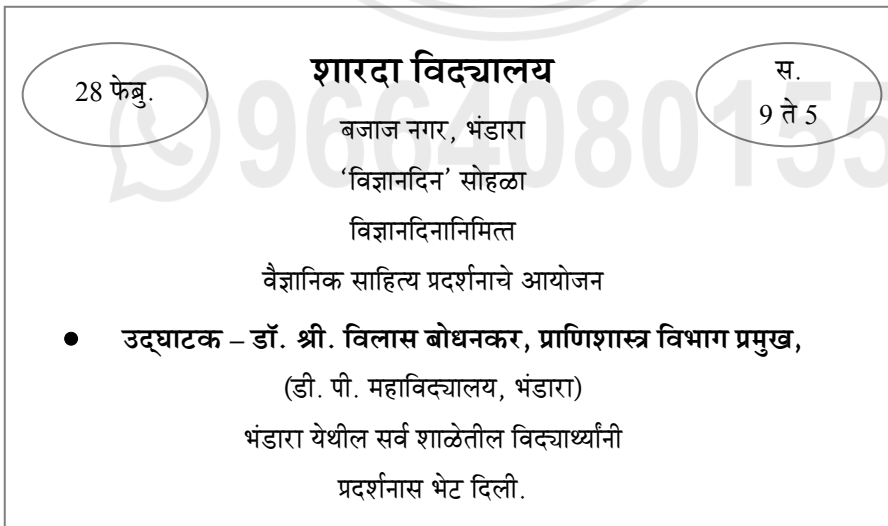 28 फेब्रु.
शारदा विद्यालय
स.
9 ते 5
बजाज नगर, भंडारा
‘विज्ञानदिन’ सोहळा
विज्ञानदिनानिमित्त
वैज्ञानिक साहित्य प्रदर्शनाचे आयोजन
● उद्‌घाटक – डॉ. श्री. विलास बोधनकर, प्राणिशास्त्र विभाग प्रमुख,
(डी. पी. महाविद्यालय, भंडारा)
भंडारा येथील सर्व शाळेतील विद्यार्थ्यांनी
प्रदर्शनास भेट दिली.
9664080155